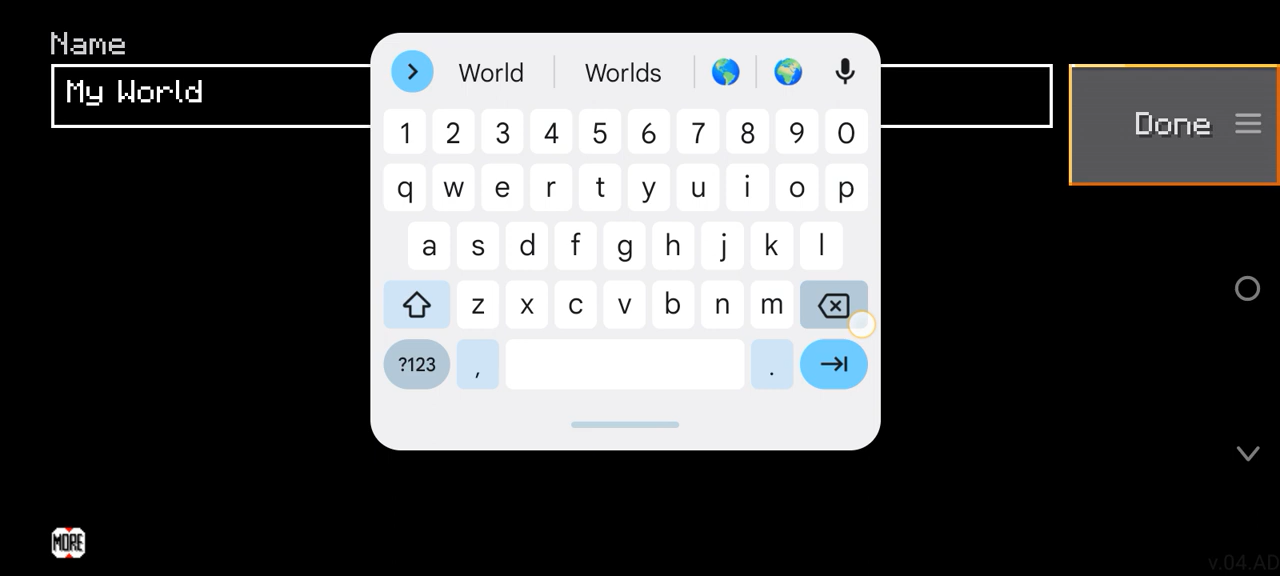 Name
My World
Done
World Worlds
1 2 3 4 5 6 7 8 9 0
q w e r t y u i o p
a s d f g h j k l
z x c v b n m
?123 , .
MORE
v.04.AD